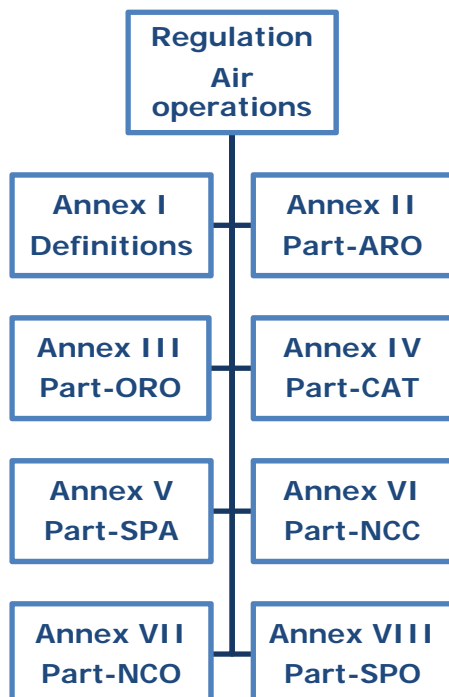 Regulation
Air
operations
Annex I
Definitions
Annex II
Part-ARO
Annex III
Part-ORO
Annex IV
Part-CAT
Annex V
Part-SPA
Annex VI
Part-NCC
Annex VII
Part-NCO
Annex VIII
Part-SPO